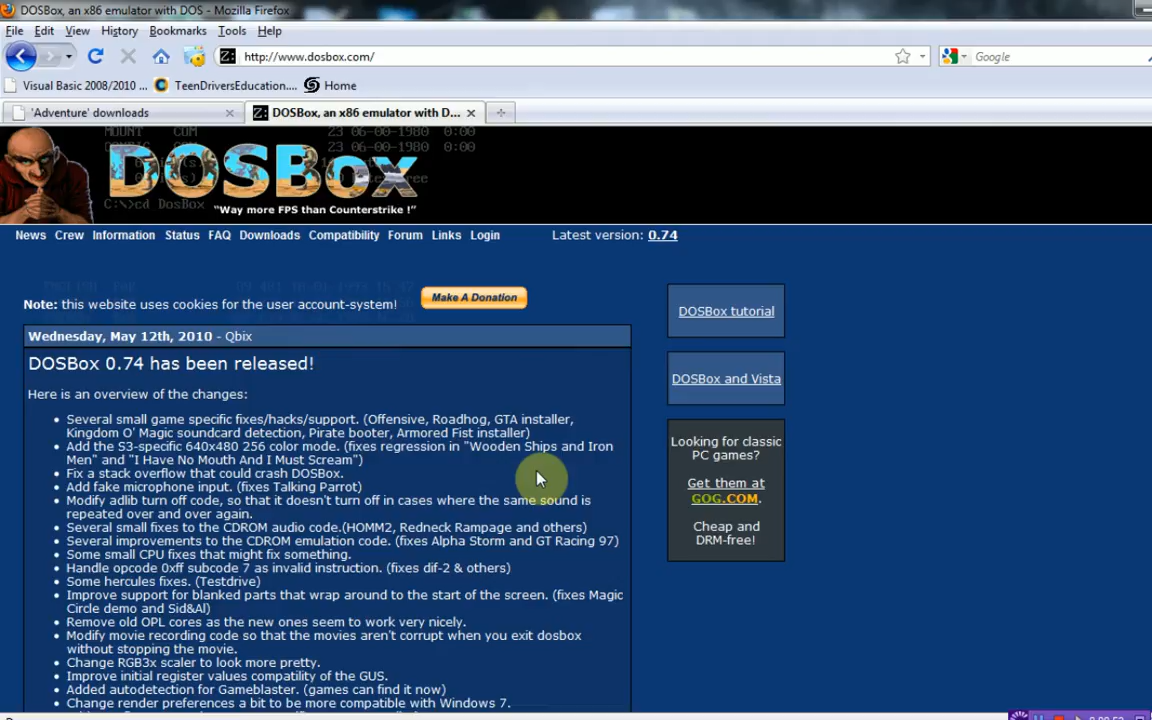 DOSBox, an x86 emulator with DOS - Mozilla Firefox
File Edit View History Bookmarks Tools Help
http://www.dosbox.com/ Google
Visual Basic 2008/2010 ... TeenDriversEducation.... Home
'Adventure' downloads DOSBox, an x86 emulator with D...
MOUNT COM 23 06-00-1980 0:00
COM 23 06-00-1980 0:00
DOSBox
C:\>cd DosBox "Way more FPS than Counterstrike !"
News Crew Information Status FAQ Downloads Compatibility Forum Links Login Latest version: 0.74
Note: this website uses cookies for the user account-system! Make A Donation
Wednesday, May 12th, 2010 - Qbix
DOSBox 0.74 has been released!
Here is an overview of the changes:
• Several small game specific fixes/hacks/support. (Offensive, Roadhog, GTA installer,
Kingdom O' Magic soundcard detection, Pirate booter, Armored Fist installer)
• Add the S3-specific 640x480 256 color mode. (fixes regression in "Wooden Ships and Iron
Men" and "I Have No Mouth And I Must Scream")
• Fix a stack overflow that could crash DOSBox.
• Add fake microphone input. (fixes Talking Parrot)
• Modify adlib turn off code, so that it doesn't turn off in cases where the same sound is
repeated over and over again.
• Several small fixes to the CDROM audio code.(HOMM2, Redneck Rampage and others)
• Several improvements to the CDROM emulation code. (fixes Alpha Storm and GT Racing 97)
• Some small CPU fixes that might fix something.
• Handle opcode 0xff subcode 7 as invalid instruction. (fixes dif-2 & others)
• Some hercules fixes. (Testdrive)
• Improve support for blanked parts that wrap around to the start of the screen. (fixes Magic
Circle demo and Sid&Al)
• Remove old OPL cores as the new ones seem to work very nicely.
• Modify movie recording code so that the movies aren't corrupt when you exit dosbox
without stopping the movie.
• Change RGB3x scaler to look more pretty.
• Improve initial register values compatility of the GUS.
• Added autodetection for Gameblaster. (games can find it now)
• Change render preferences a bit to be more compatible with Windows 7.
DOSBox tutorial
DOSBox and Vista
Looking for classic
PC games?
Get them at
GOG.COM.
Cheap and
DRM-free!